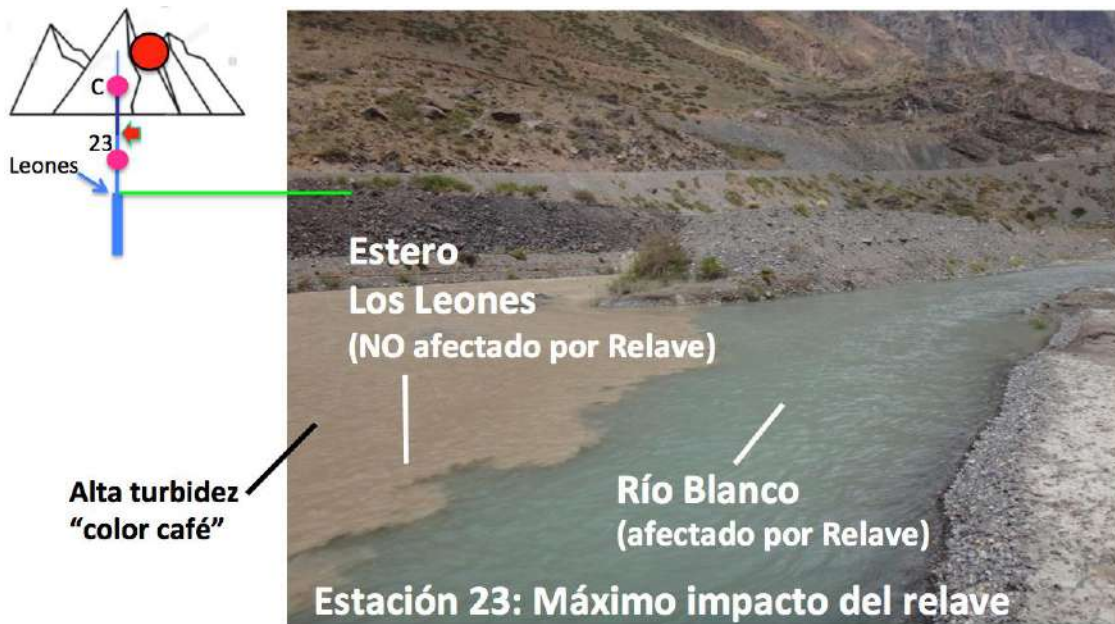 C
23
Leones
Estero
Los Leones
(NO afectado por Relave)
Alta turbidez
“color café”
Río Blanco
(afectado por Relave)
Estación 23: Máximo impacto del relave